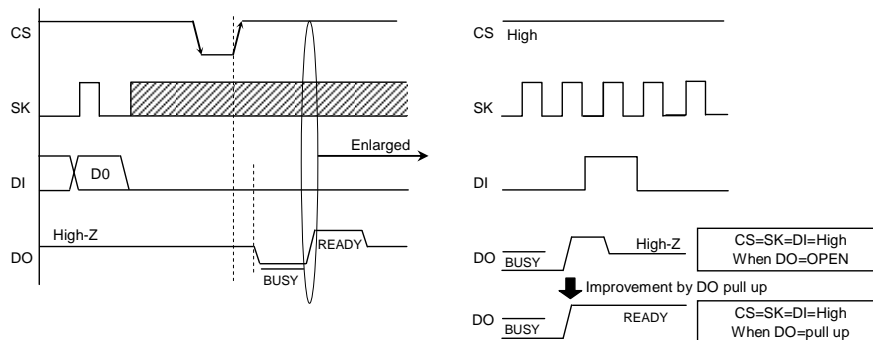 CS
SK
DI
D0
High-Z
DO
BUSY
READY
Enlarged
CS High
SK
DI
DO
BUSY
High-Z
CS=SK=DI=High
When DO=OPEN
Improvement by DO pull up
DO
BUSY
READY
CS=SK=DI=High
When DO=pull up